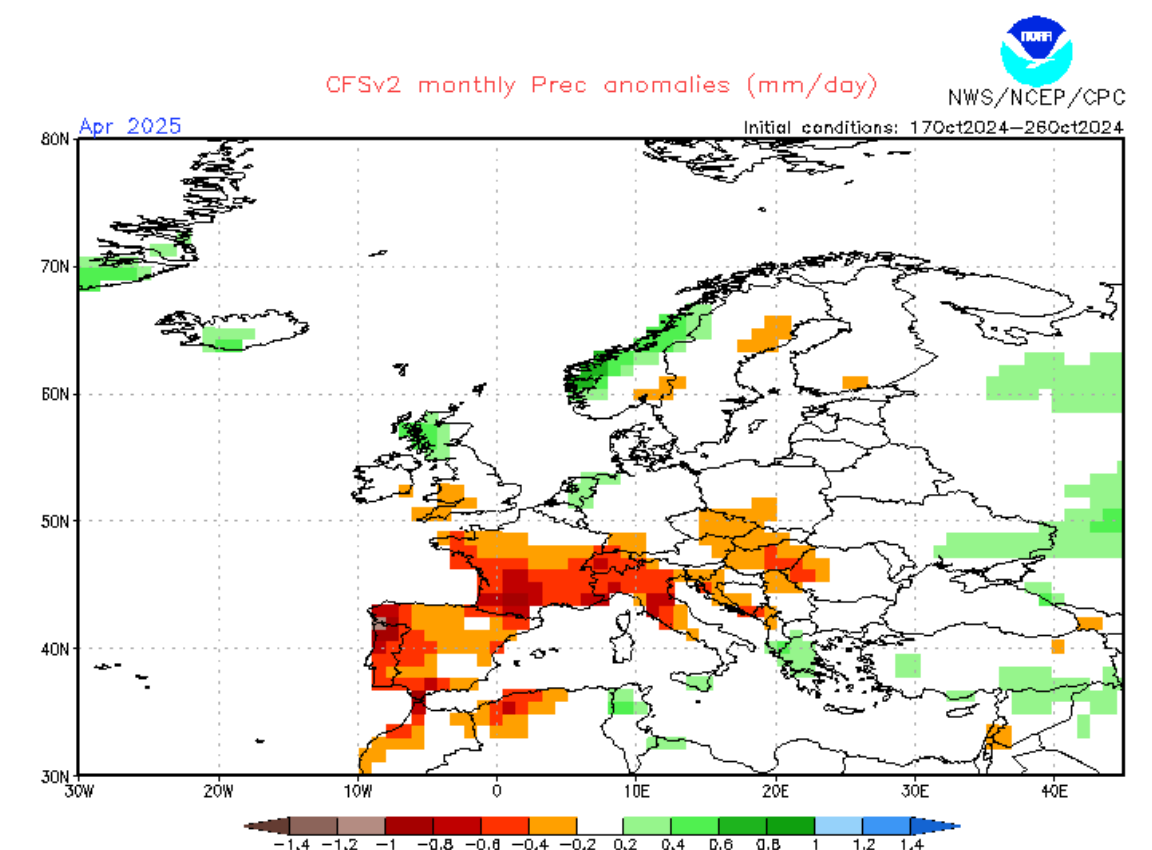 NOAA
CFSv2 monthly Prec anomalies (mm/day)
NWS/NCEP/CPC
Apr 2025
Initial conditions: 17Oct2024–26Oct2024
80N
70N
60N
50N
40N
30N
30W 20W 10W 0 10E 20E 30E 40E
-1.4 -1.2 -1 -0.8 -0.6 -0.4 -0.2 0.2 0.4 0.6 0.8 1 1.2 1.4